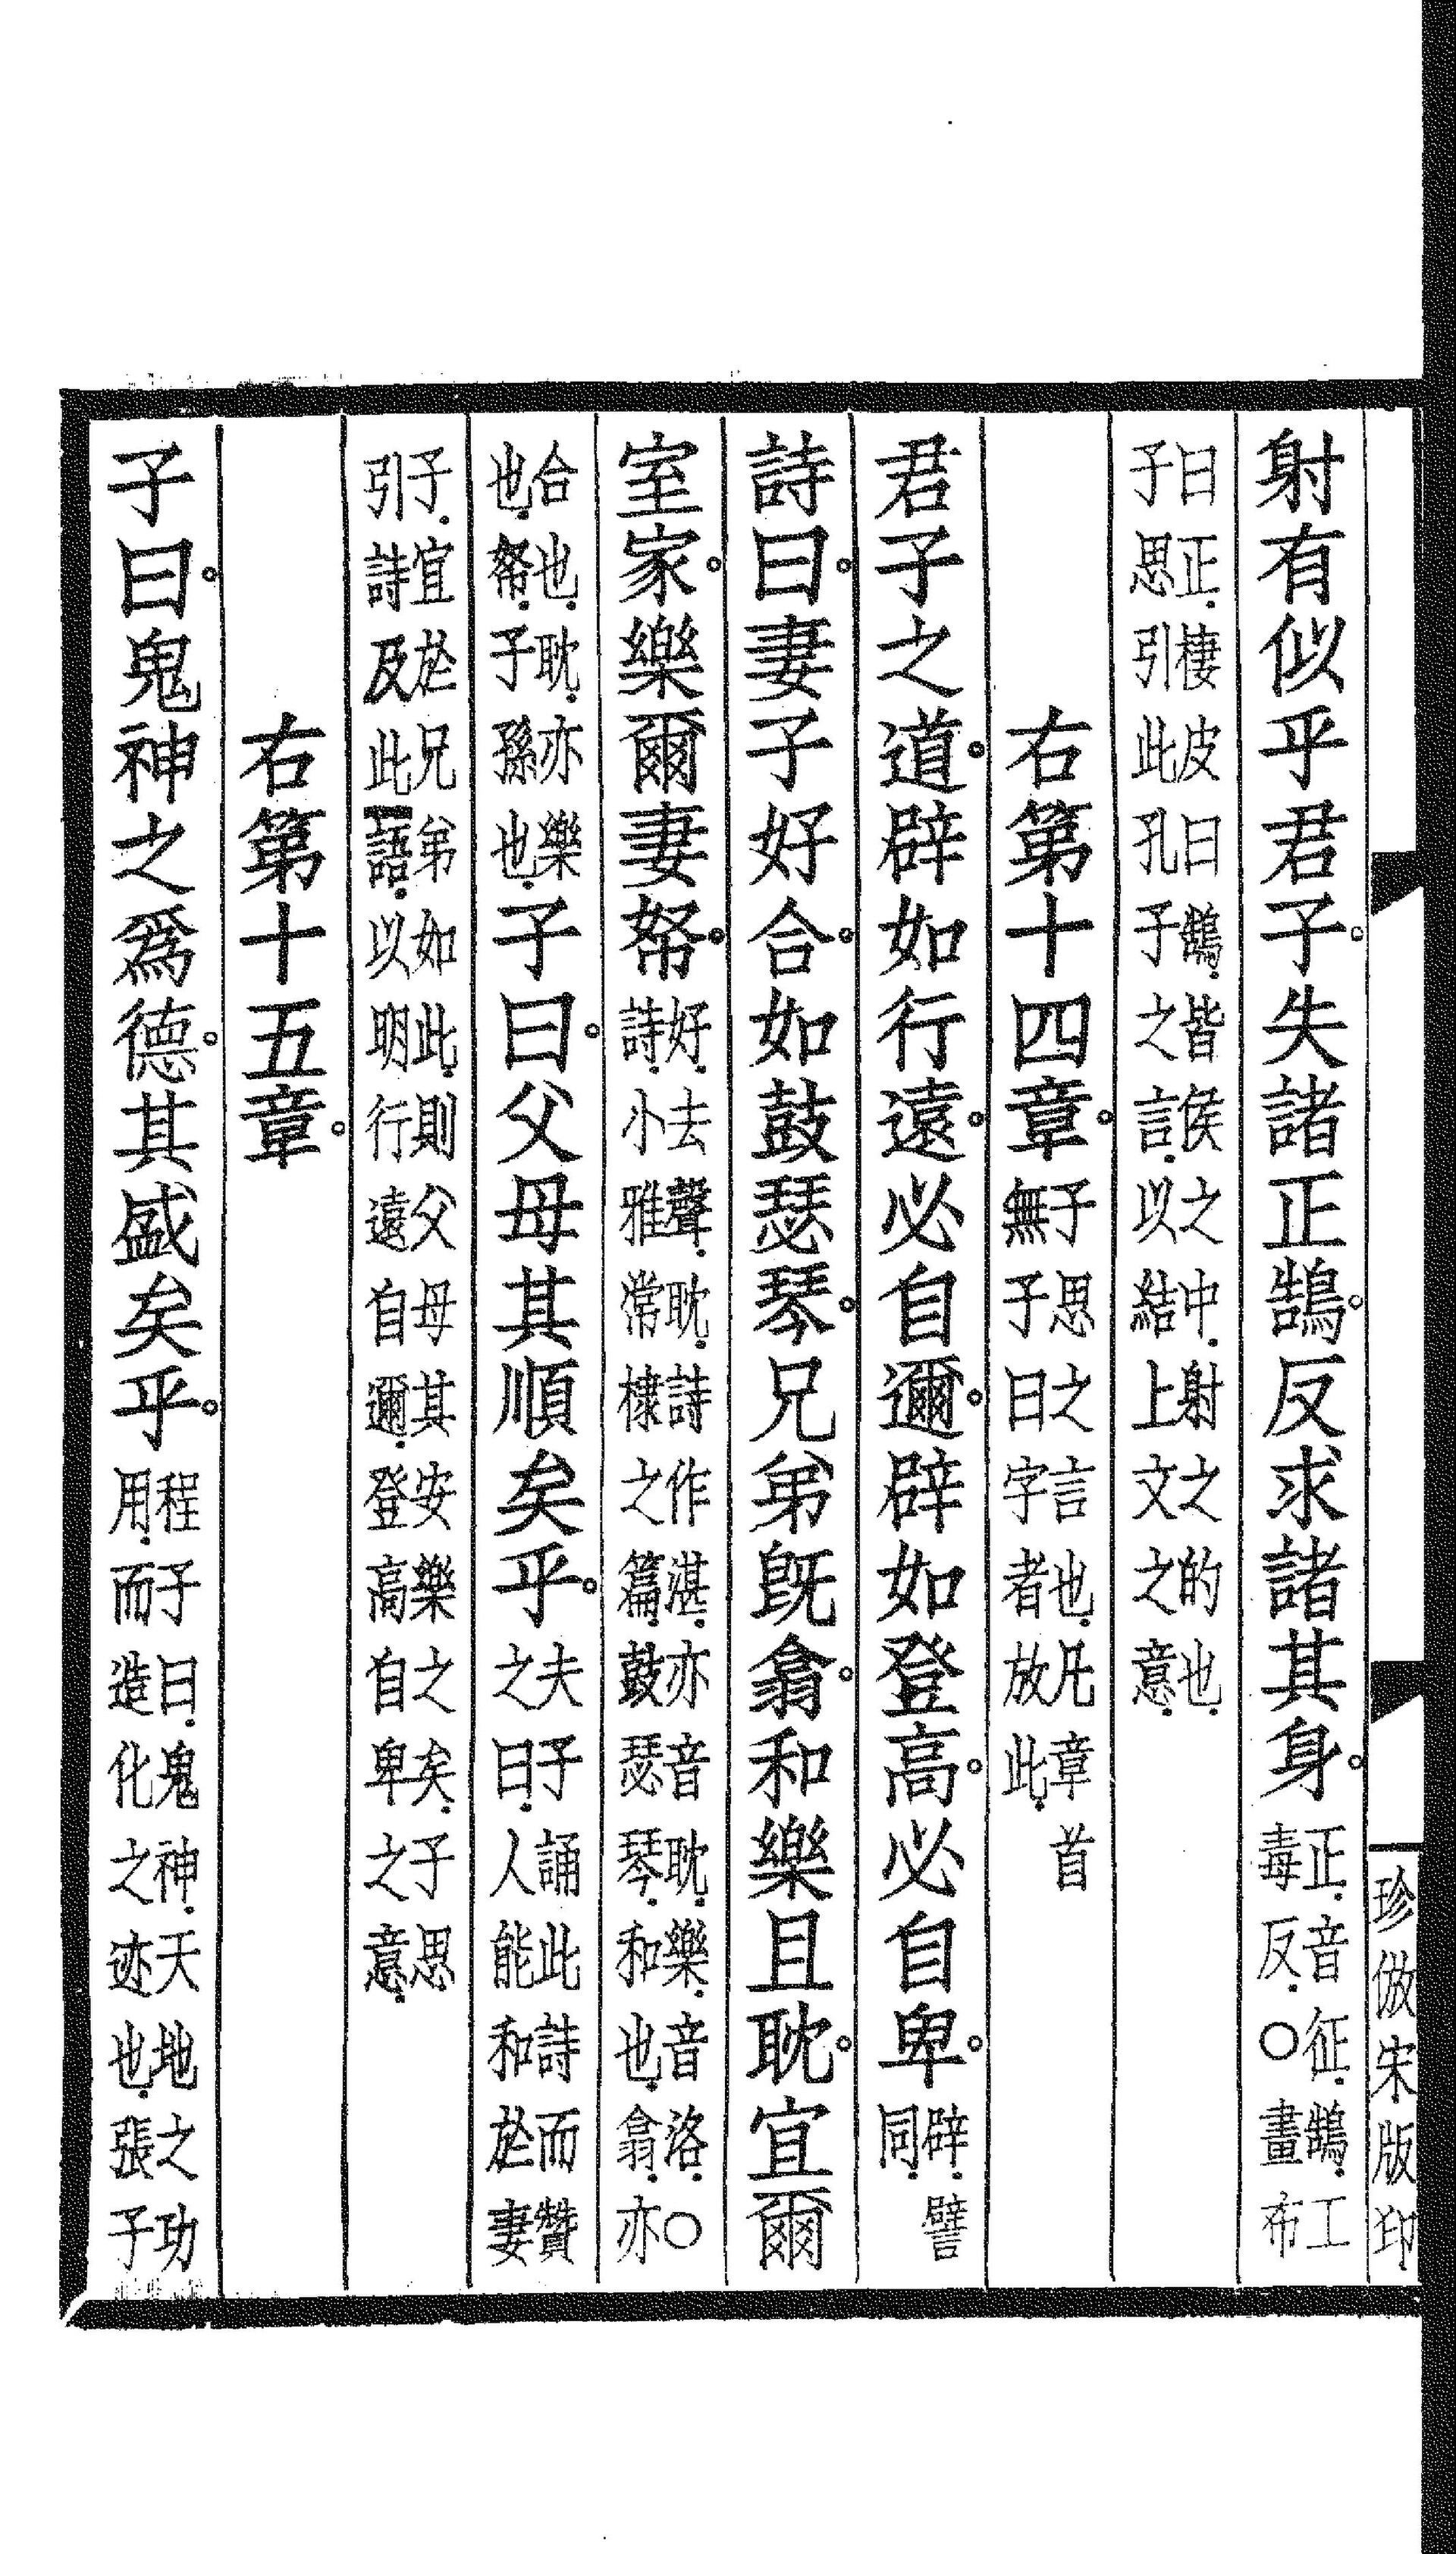 珍倣宋版印
射有似乎君子。失諸正鵠。反求諸其身。正.音征.鵠.工毒反.○畫布
曰正.棲皮曰鵠.皆侯之中.射之的也.子思引此孔子之言.以結上文之意.
右第十四章。子思之言也.凡章首無子曰字者放此.
君子之道。辟如行遠。必自邇。辟如登高。必自卑。辟.譬同.
詩曰。妻子好合。如鼓瑟琴。兄弟旣翕。和樂且耽。宜爾
室家。樂爾妻帑。好.去聲.耽.詩作湛.亦音耽.樂.音洛.○詩.小雅常棣之篇.鼓瑟琴.和也.翕.亦
合也.耽.亦樂也.帑.子孫也.子曰。父母其順矣乎。夫子誦此詩而贊之曰.人能和於妻
子.宜於兄弟如此.則父母其安樂之矣.子思引詩及此語.以明行遠自邇.登高自卑之意.
右第十五章。
子曰。鬼神之爲德。其盛矣乎。程子曰.鬼神.天地之功用.而造化之迹也.張子